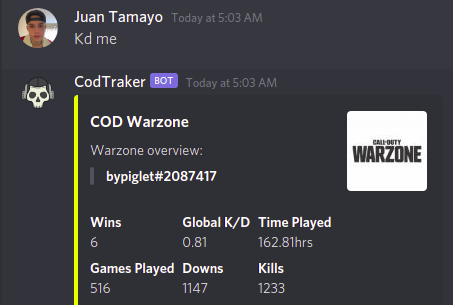 Juan Tamayo Today at 5:03 AM
Kd me
CodTraker BOT Today at 5:03 AM
COD Warzone
CALL OF DUTY
WARZONE
Warzone overview:
bypiglet#2087417
Wins Global K/D Time Played
6 0.81 162.81hrs
Games Played Downs Kills
516 1147 1233